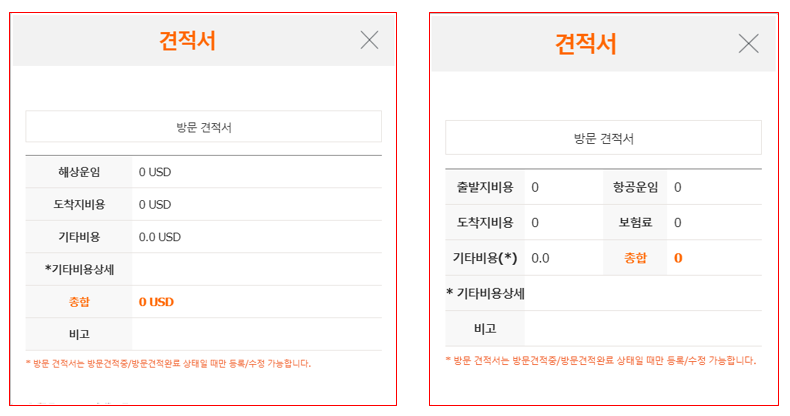 견적서
방문 견적서
해상운임 0 USD
도착지비용 0 USD
기타비용 0.0 USD
*기타비용상세
총합 0 USD
비고
* 방문 견적서는 방문견적중/방문견적완료 상태일 때만 등록/수정 가능합니다.
견적서
방문 견적서
출발지비용 0 항공운임 0
도착지비용 0 보험료 0
기타비용(*) 0.0 총합 0
* 기타비용상세
비고
* 방문 견적서는 방문견적중/방문견적완료 상태일 때만 등록/수정 가능합니다.